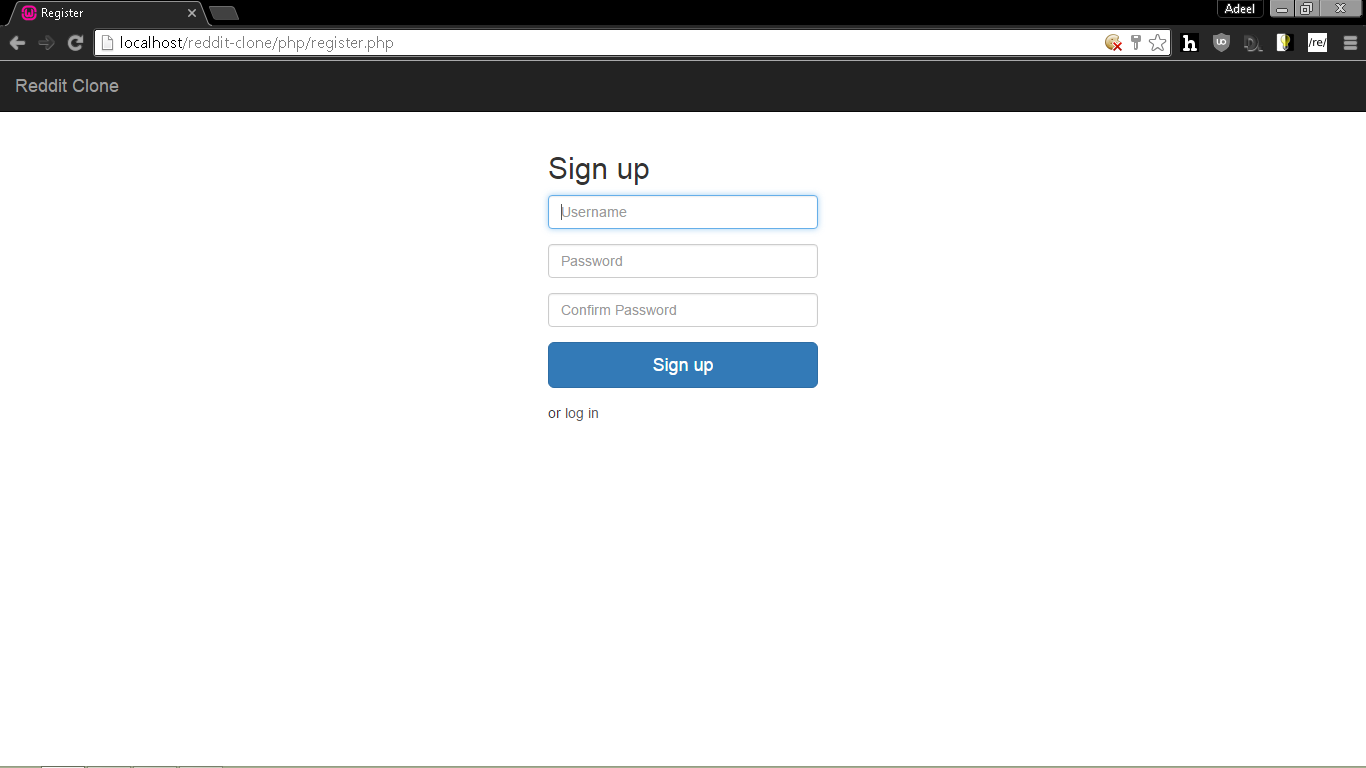 Register
Adeel
localhost/reddit-clone/php/register.php
h
UO
/re/
Reddit Clone
Sign up
Username
Password
Confirm Password
Sign up
or log in